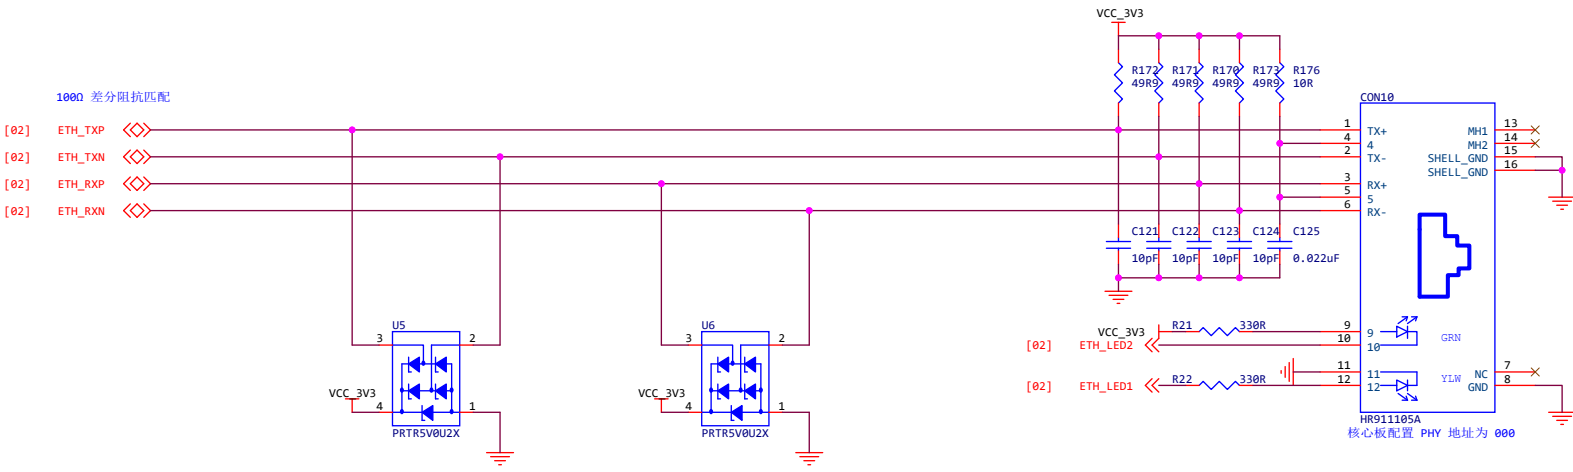 VCC_3V3
R172 R171 R170 R173 R176
49R9 49R9 49R9 49R9 10R
100Ω 差分阻抗匹配
CON10
[02] ETH_TXP
1 TX+
MH1 13
4 4
MH2 14
[02] ETH_TXN
2 TX-
SHELL_GND 15
SHELL_GND 16
[02] ETH_RXP
3 RX+
5 5
[02] ETH_RXN
6 RX-
C121 C122 C123 C124 C125
10pF 10pF 10pF 10pF 0.022uF
U5
3 2
VCC_3V3
4 1
PRTR5V0U2X
U6
3 2
VCC_3V3
4 1
PRTR5V0U2X
VCC_3V3 R21 330R 9 9
[02] ETH_LED2 10 10
GRN
11 11
NC 7
[02] ETH_LED1 R22 330R 12 12
YLW
GND 8
HR911105A
核心板配置 PHY 地址为 000